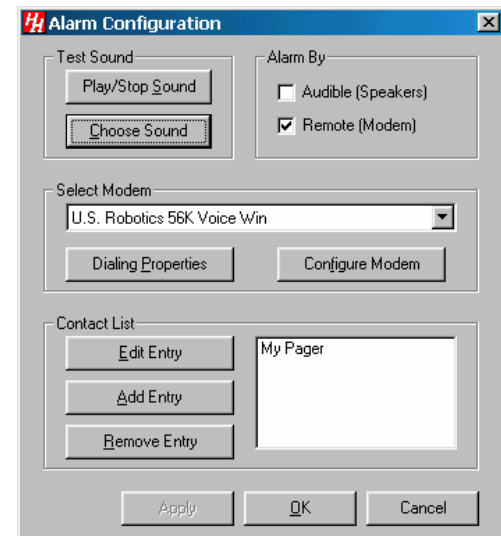 Alarm Configuration
Test Sound
Play/Stop Sound
Choose Sound
Alarm By
Audible (Speakers)
Remote (Modem)
Select Modem
U.S. Robotics 56K Voice Win
Dialing Properties
Configure Modem
Contact List
Edit Entry
Add Entry
Remove Entry
My Pager
Apply
OK
Cancel